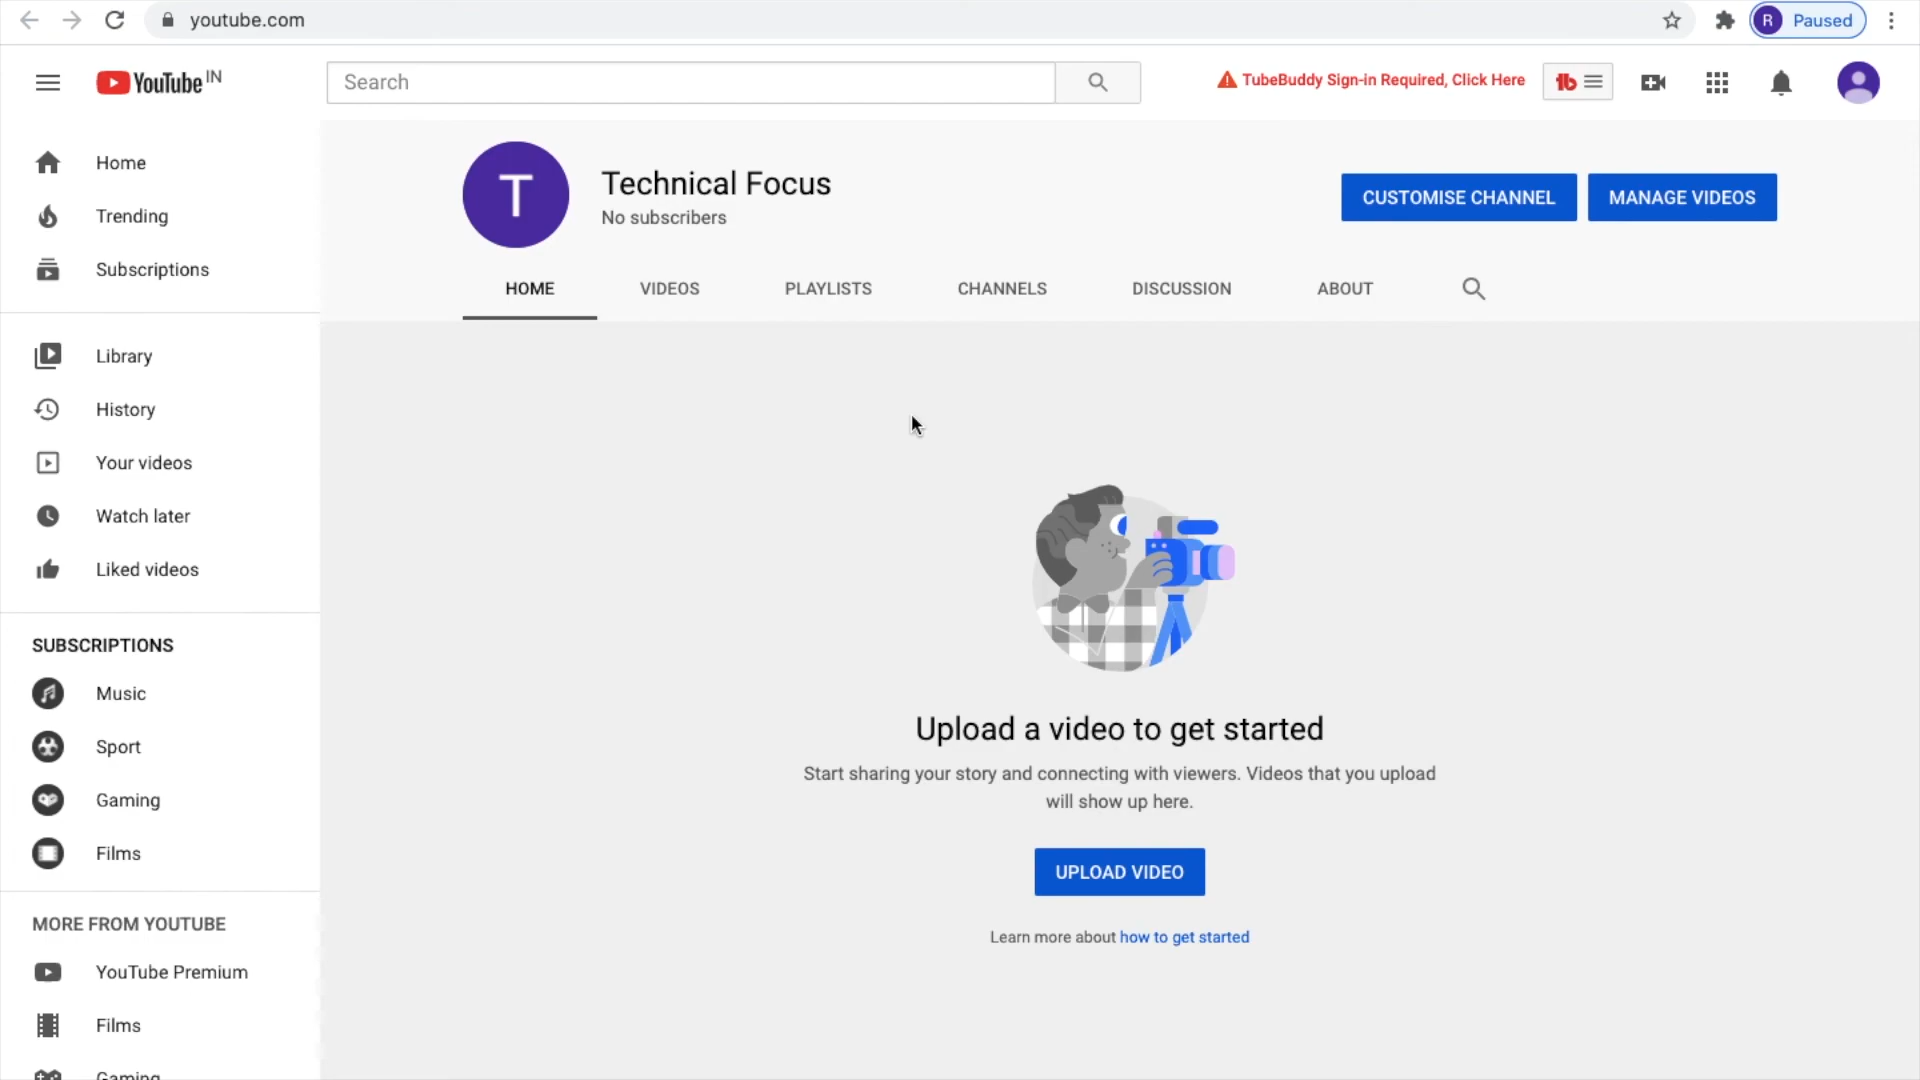 youtube.com
R Paused
YouTube IN
Search
TubeBuddy Sign-in Required, Click Here
tb
Home
Trending
Subscriptions
Library
History
Your videos
Watch later
Liked videos
SUBSCRIPTIONS
Music
Sport
Gaming
Films
MORE FROM YOUTUBE
YouTube Premium
Films
Gaming
T
Technical Focus
No subscribers
CUSTOMISE CHANNEL
MANAGE VIDEOS
HOME VIDEOS PLAYLISTS CHANNELS DISCUSSION ABOUT
Upload a video to get started
Start sharing your story and connecting with viewers. Videos that you upload
will show up here.
UPLOAD VIDEO
Learn more about how to get started